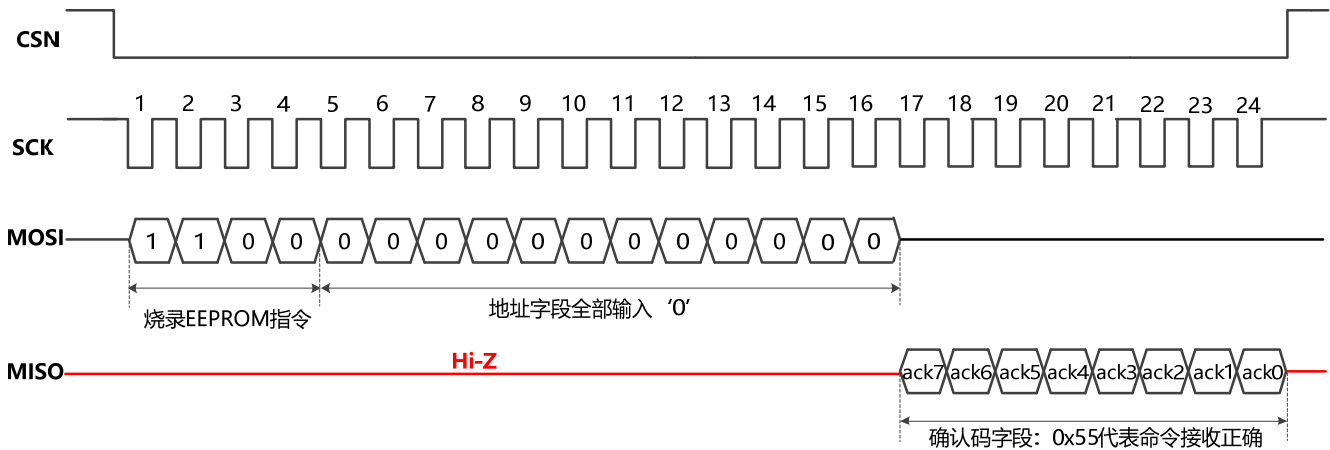 CSN
1 2 3 4 5 6 7 8 9 10 11 12 13 14 15 16 17 18 19 20 21 22 23 24
SCK
MOSI 1 1 0 0 0 0 0 0 0 0 0 0 0 0 0 0
烧录EEPROM指令
地址字段全部输入‘0’
Hi-Z
MISO ack7 ack6 ack5 ack4 ack3 ack2 ack1 ack0
确认码字段：0x55代表命令接收正确